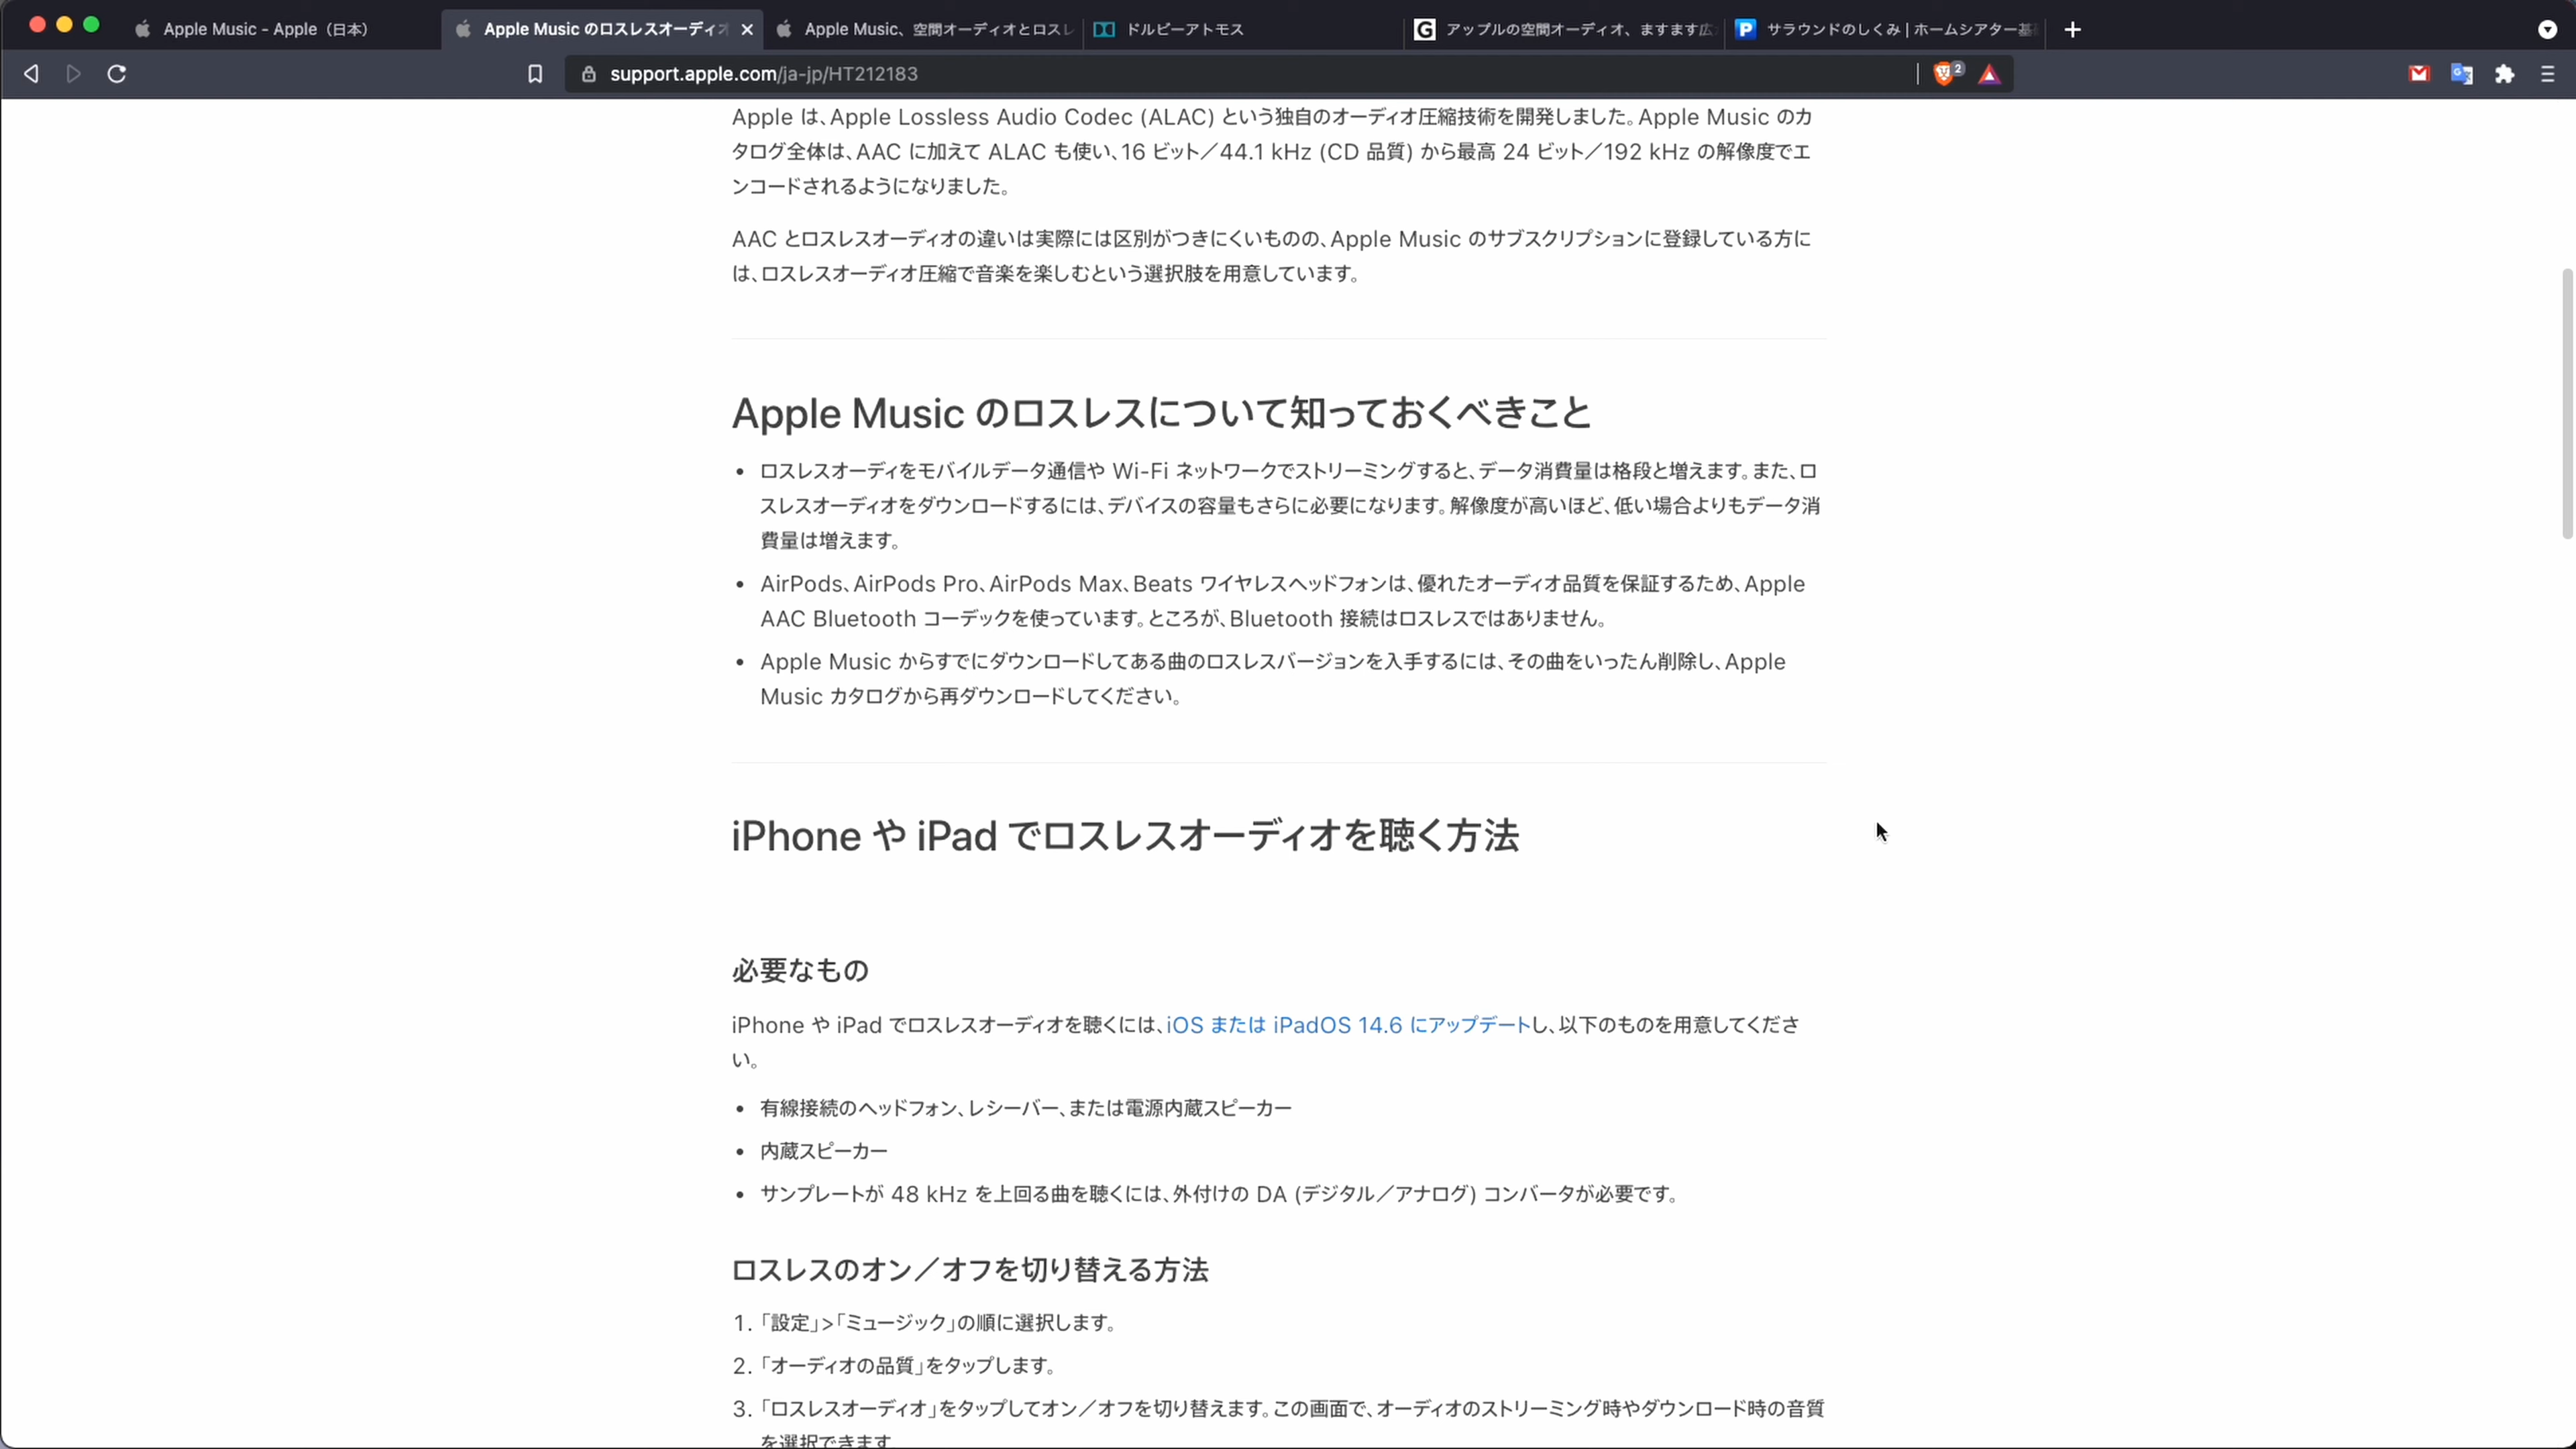 Apple Music - Apple（日本）
Apple Music のロスレスオーディオ
Apple Music、空間オーディオとロスレ
ドルビーアトモス
アップルの空間オーディオ、ますます広
サラウンドのしくみ | ホームシアター基
support.apple.com/ja-jp/HT212183
2
Apple は、Apple Lossless Audio Codec (ALAC) という独自のオーディオ圧縮技術を開発しました。Apple Music のカ
タログ全体は、AAC に加えて ALAC も使い、16 ビット／44.1 kHz (CD 品質) から最高 24 ビット／192 kHz の解像度でエ
ンコードされるようになりました。
AAC とロスレスオーディオの違いは実際には区別がつきにくいものの、Apple Music のサブスクリプションに登録している方に
は、ロスレスオーディオ圧縮で音楽を楽しむという選択肢を用意しています。
Apple Music のロスレスについて知っておくべきこと
• ロスレスオーディをモバイルデータ通信や Wi-Fi ネットワークでストリーミングすると、データ消費量は格段と増えます。また、ロ
スレスオーディオをダウンロードするには、デバイスの容量もさらに必要になります。解像度が高いほど、低い場合よりもデータ消
費量は増えます。
• AirPods、AirPods Pro、AirPods Max、Beats ワイヤレスヘッドフォンは、優れたオーディオ品質を保証するため、Apple
AAC Bluetooth コーデックを使っています。ところが、Bluetooth 接続はロスレスではありません。
• Apple Music からすでにダウンロードしてある曲のロスレスバージョンを入手するには、その曲をいったん削除し、Apple
Music カタログから再ダウンロードしてください。
iPhone や iPad でロスレスオーディオを聴く方法
必要なもの
iPhone や iPad でロスレスオーディオを聴くには、iOS または iPadOS 14.6 にアップデートし、以下のものを用意してくださ
い。
• 有線接続のヘッドフォン、レシーバー、または電源内蔵スピーカー
• 内蔵スピーカー
• サンプレートが 48 kHz を上回る曲を聴くには、外付けの DA (デジタル／アナログ) コンバータが必要です。
ロスレスのオン／オフを切り替える方法
1.「設定」>「ミュージック」の順に選択します。
2.「オーディオの品質」をタップします。
3.「ロスレスオーディオ」をタップしてオン／オフを切り替えます。この画面で、オーディオのストリーミング時やダウンロード時の音質
を選択できます